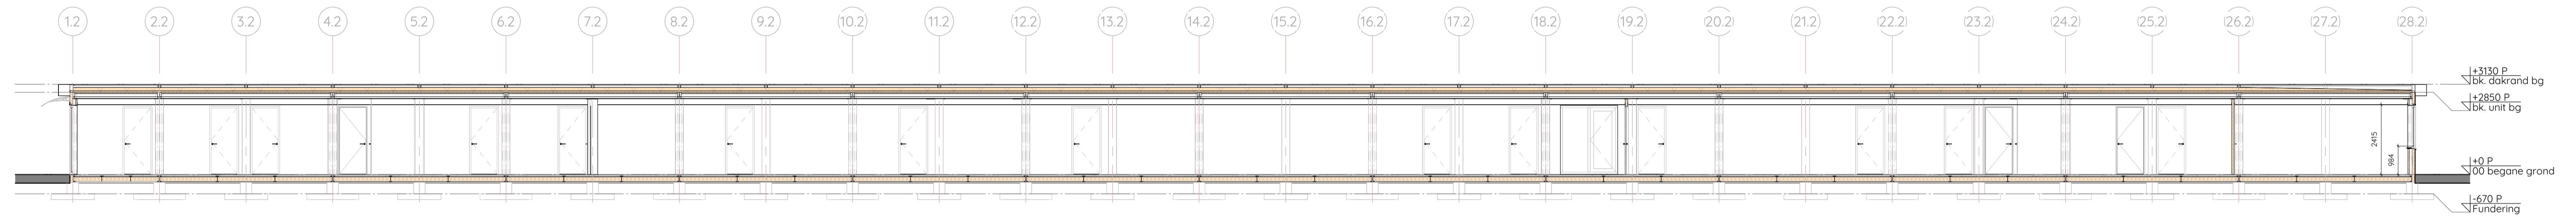 1.2 2.2 3.2 4.2 5.2 6.2 7.2 8.2 9.2 (10.2) 11.2 12.2 13.2 14.2 15.2 (16.2) 17.2 (18.2) (19.2) (20.2) 21.2 (22.2) (23.2) (24.2) (25.2) (26.2) 27.2 (28.2)
+3130 P
bk. dakrand bg
+2850 P
bk. unit bg
2415
984
+0 P
00 begane grond
-670 P
Fundering